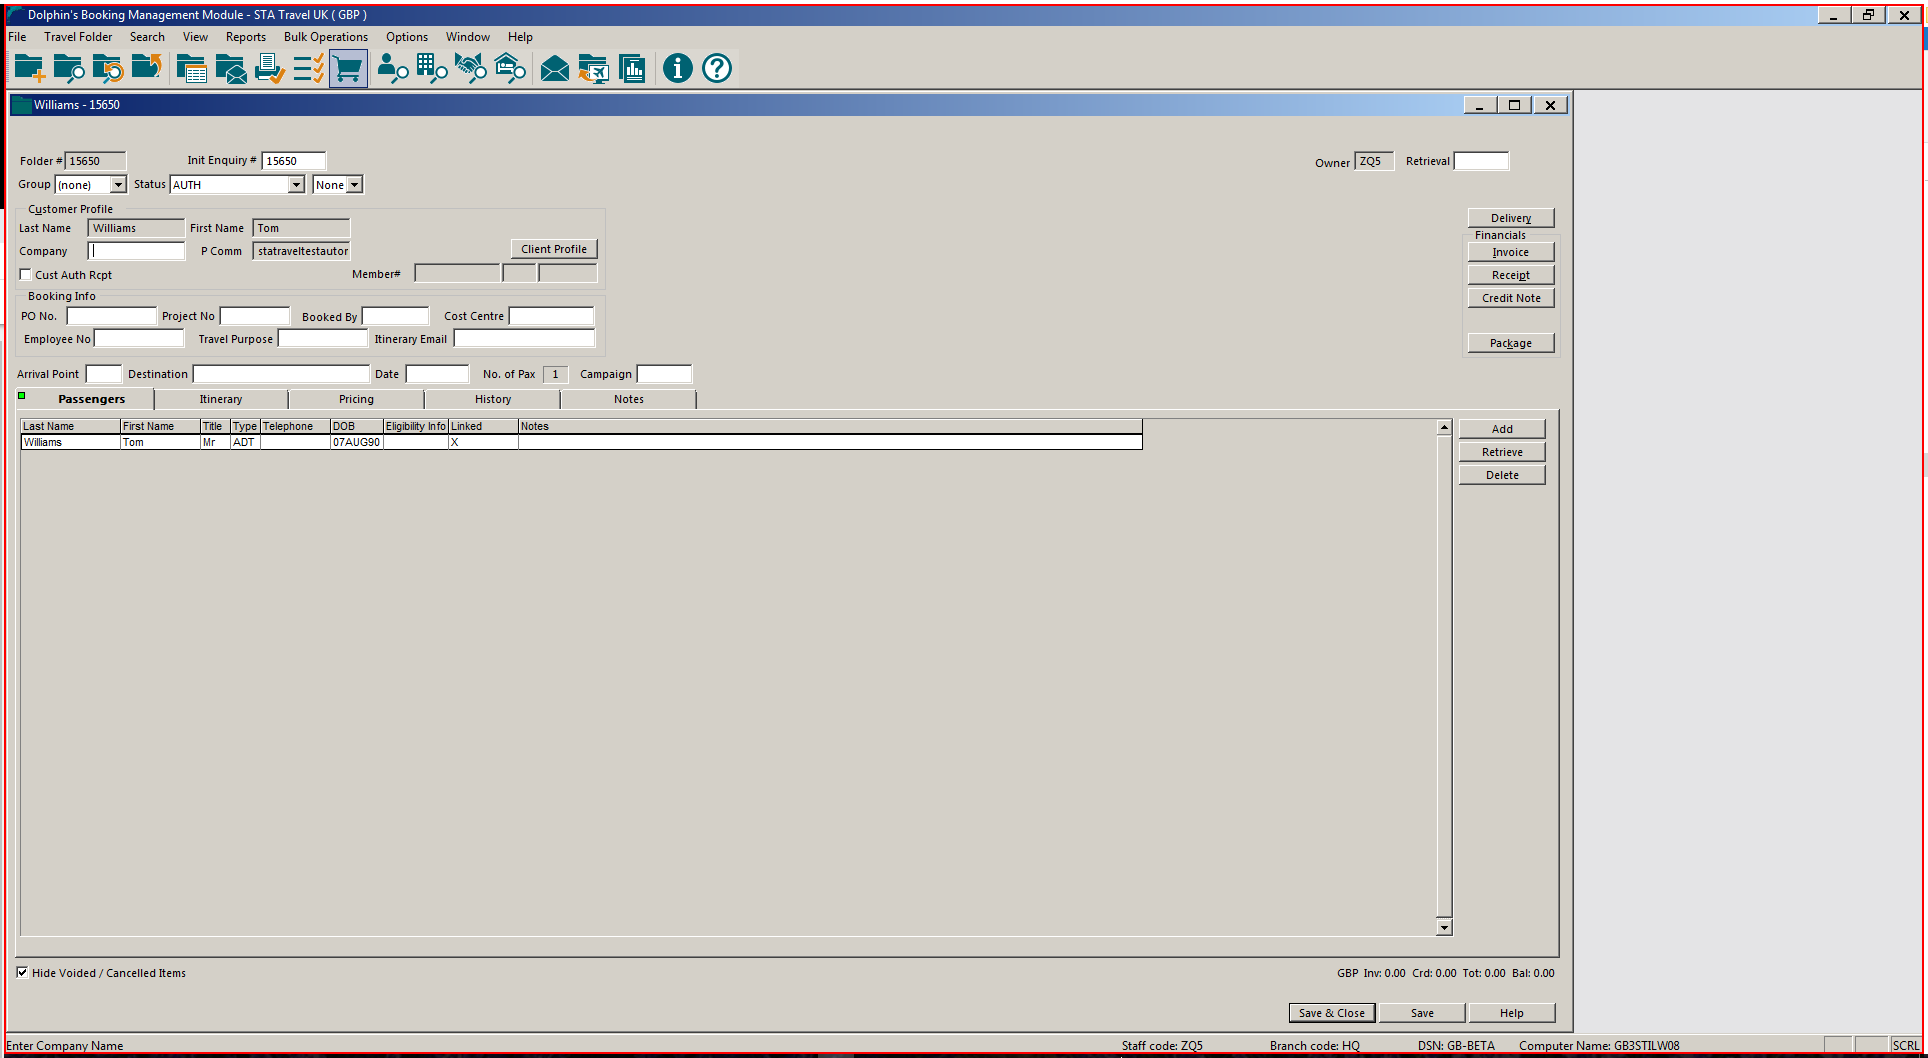 Dolphin's Booking Management Module - STA Travel UK ( GBP )
File Travel Folder Search View Reports Bulk Operations Options Window Help
Williams - 15650
Folder # 15650 Init Enquiry # 15650 Owner ZQ5 Retrieval
Group (none) Status AUTH None
Customer Profile
Last Name Williams First Name Tom
Company P Comm statraveltestautor Client Profile
Cust Auth Rcpt Member#
Delivery
Financials
Invoice
Receipt
Credit Note
Package
Booking Info
PO No. Project No Booked By Cost Centre
Employee No Travel Purpose Itinerary Email
Arrival Point Destination Date No. of Pax 1 Campaign
Passengers Itinerary Pricing History Notes
Last Name First Name Title Type Telephone DOB Eligibility Info Linked Notes
Williams Tom Mr ADT 07AUG90 X
Add
Retrieve
Delete
Hide Voided / Cancelled Items GBP Inv: 0.00 Crd: 0.00 Tot: 0.00 Bal: 0.00
Save & Close Save Help
Enter Company Name Staff code: ZQ5 Branch code: HQ DSN: GB-BETA Computer Name: GB3STILW08 SCRL